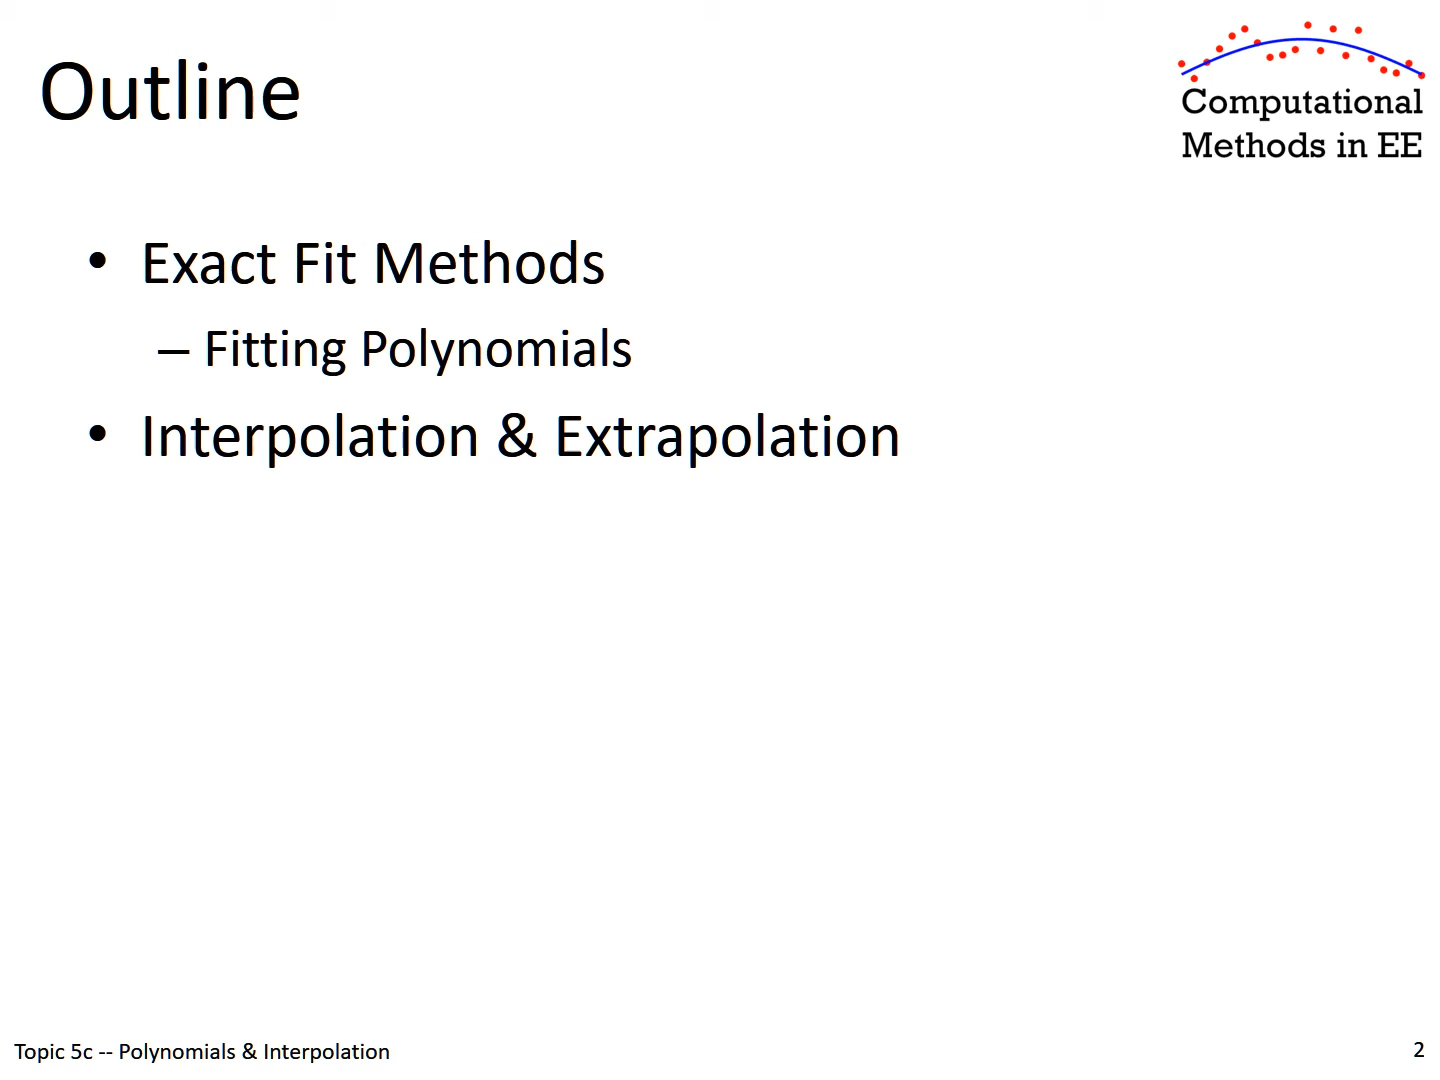 Outline
Computational
Methods in EE
• Exact Fit Methods
– Fitting Polynomials
• Interpolation & Extrapolation
Topic 5c -- Polynomials & Interpolation
2